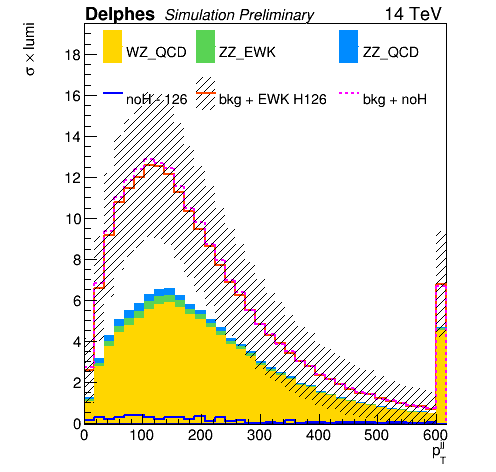 Delphes Simulation Preliminary 14 TeV
σ × lumi
WZ_QCD ZZ_EWK ZZ_QCD
noH - 126 bkg + EWK H126 bkg + noH
16
14
12
10
8
6
4
2
0
0 100 200 300 400 500 600
p_T^ll